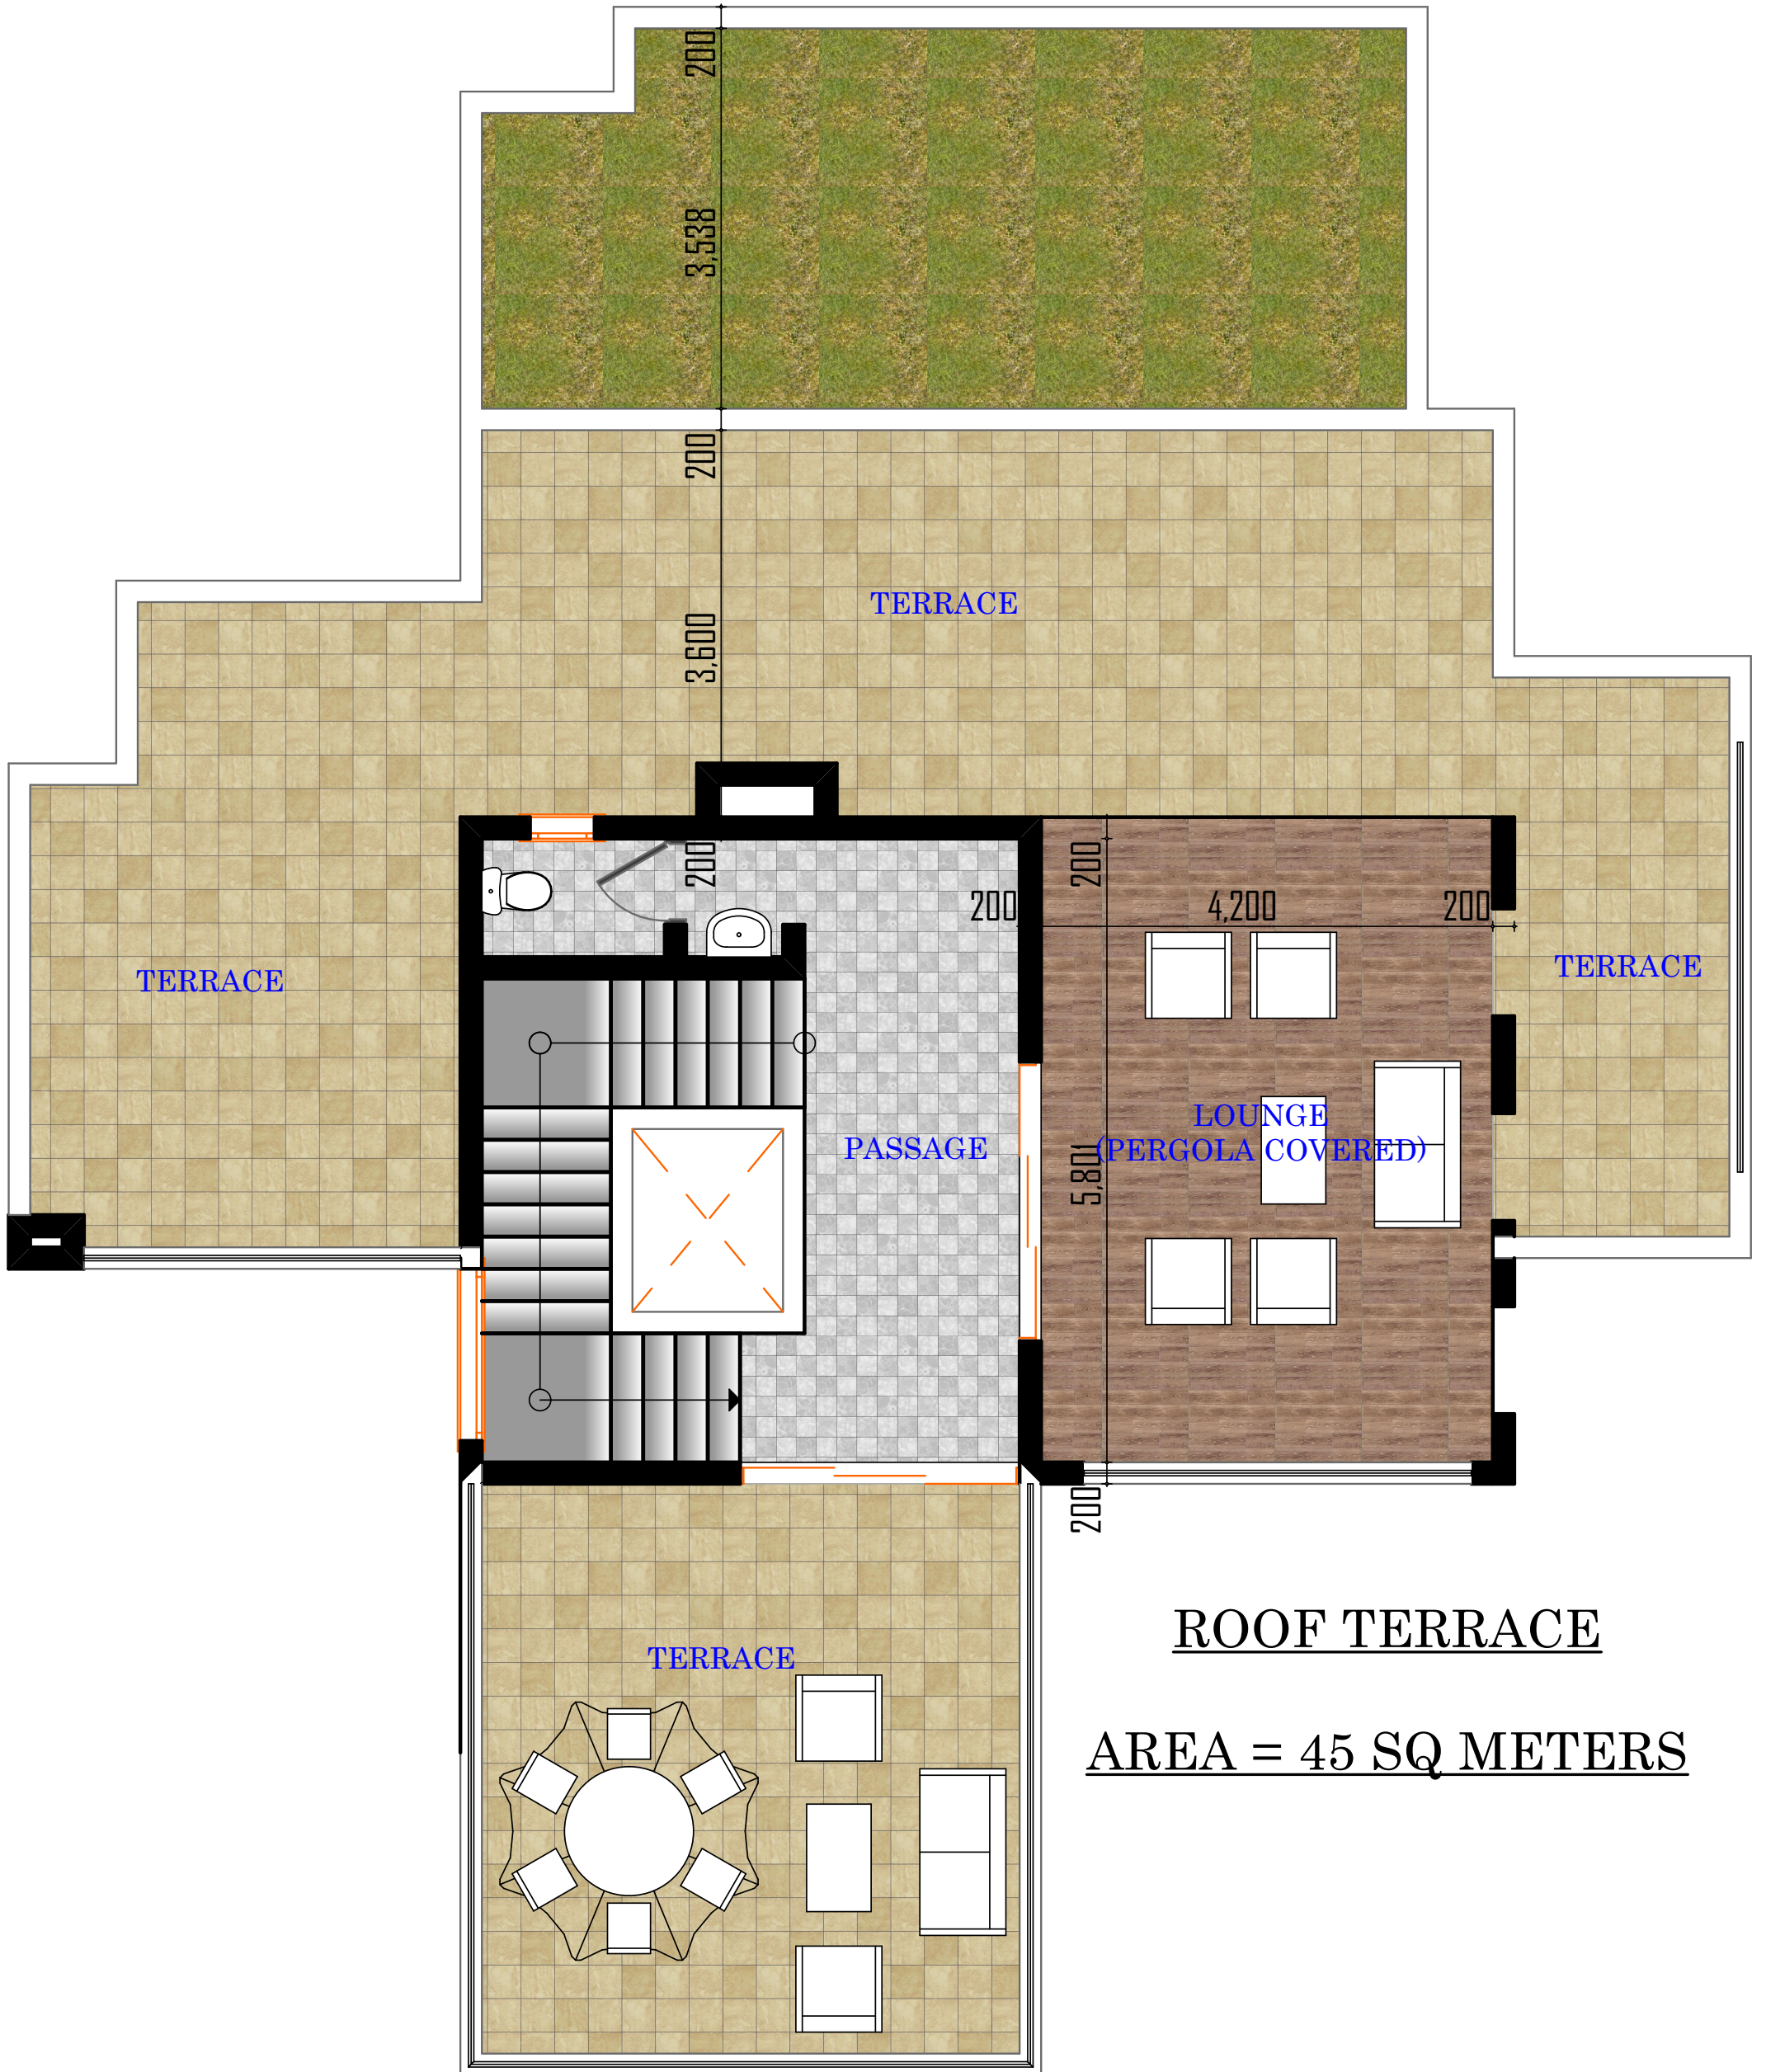 200
3,538
200
TERRACE
3,600
200
200
200
4,200
200
TERRACE
TERRACE
LOUNGE
(PERGOLA COVERED)
PASSAGE
5,801
200
ROOF TERRACE
TERRACE
AREA = 45 SQ METERS